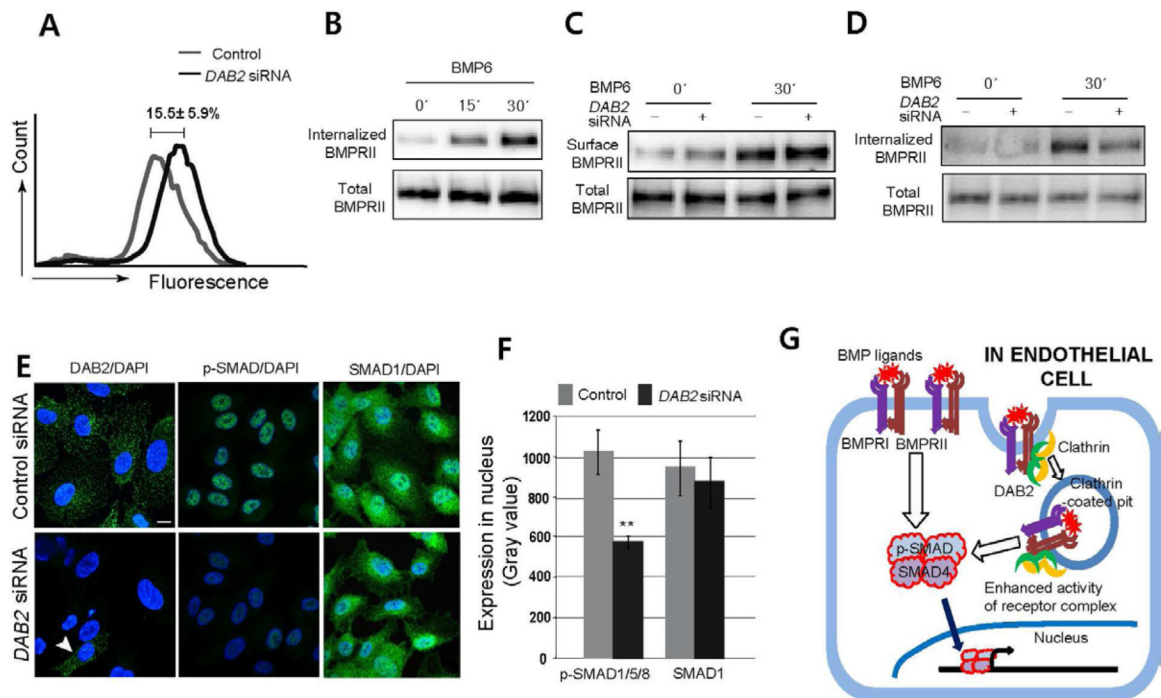 A
Control
DAB2 siRNA
15.5± 5.9%
Count
Fluorescence
B
BMP6
0´ 15´ 30´
Internalized
BMPRII
Total
BMPRII
C
BMP6 0´ 30´
DAB2
siRNA − + − +
Surface
BMPRII
Total
BMPRII
D
BMP6 0´ 30´
DAB2
siRNA − + − +
Internalized
BMPRII
Total
BMPRII
E
DAB2/DAPI p-SMAD/DAPI SMAD1/DAPI
Control siRNA
DAB2 siRNA
F
Control DAB2 siRNA
Expression in nucleus
(Gray value)
1200
1000
800
600
400
200
0
**
p-SMAD1/5/8 SMAD1
G
BMP ligands
IN ENDOTHELIAL
CELL
BMPRI BMPRII
Clathrin
DAB2
Clathrin
-coated pit
p-SMAD
SMAD4
Enhanced activity
of receptor complex
Nucleus